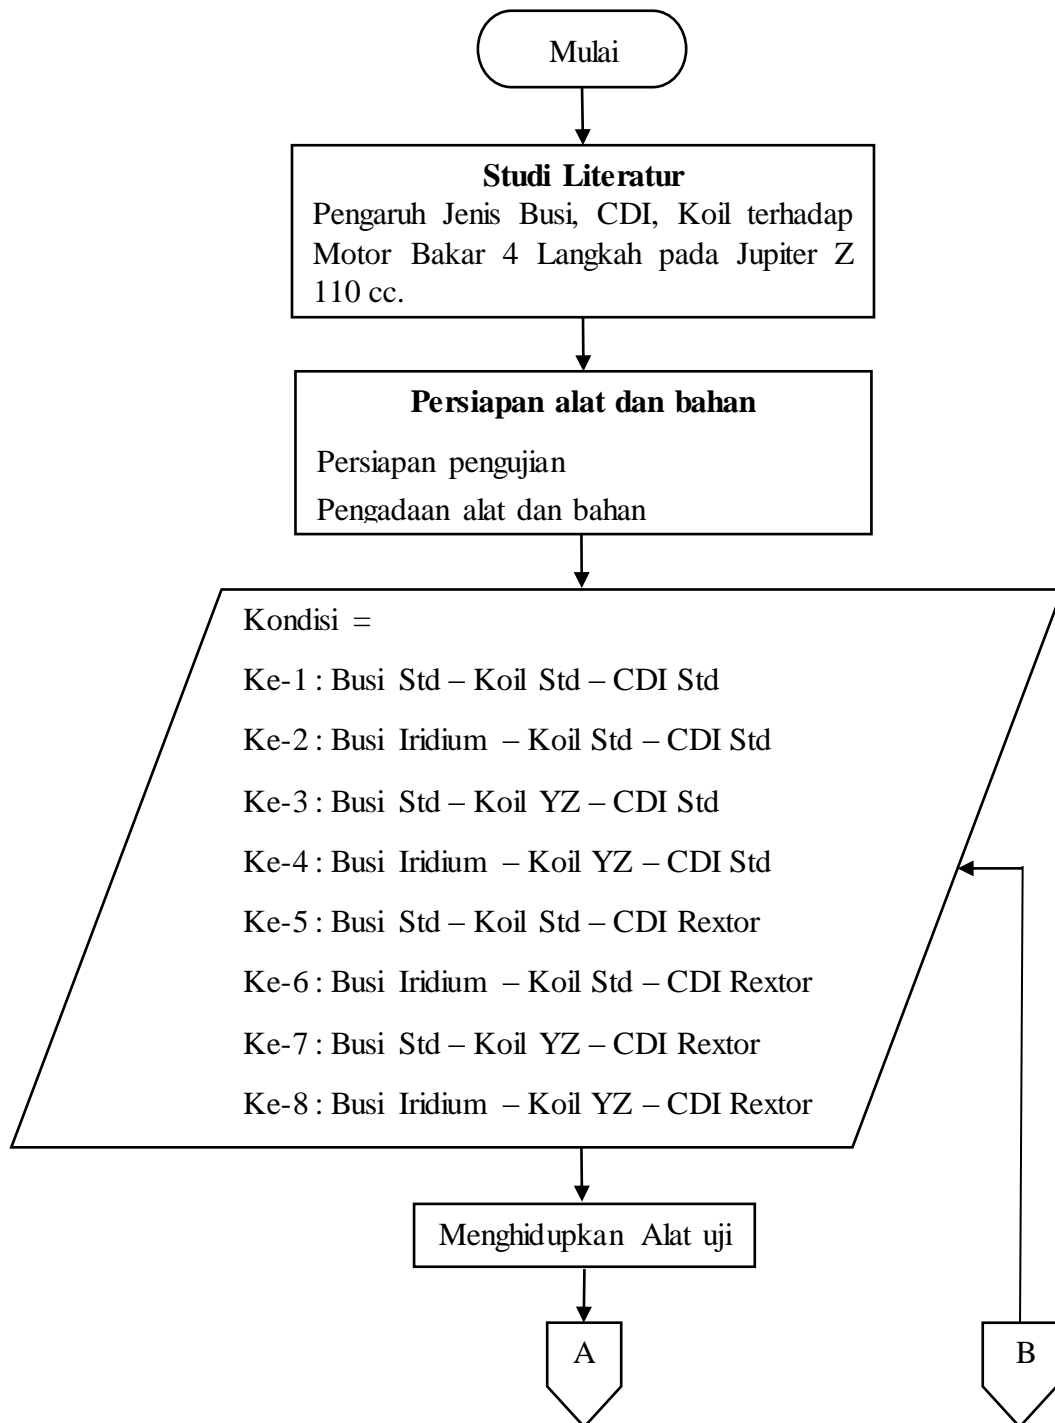 Mulai
Studi Literatur
Pengaruh Jenis Busi, CDI, Koil terhadap
Motor Bakar 4 Langkah pada Jupiter Z
110 cc.
Persiapan alat dan bahan
Persiapan pengujian
Pengadaan alat dan bahan
Kondisi =
Ke-1 : Busi Std – Koil Std – CDI Std
Ke-2 : Busi Iridium – Koil Std – CDI Std
Ke-3 : Busi Std – Koil YZ – CDI Std
Ke-4 : Busi Iridium – Koil YZ – CDI Std
Ke-5 : Busi Std – Koil Std – CDI Rextor
Ke-6 : Busi Iridium – Koil Std – CDI Rextor
Ke-7 : Busi Std – Koil YZ – CDI Rextor
Ke-8 : Busi Iridium – Koil YZ – CDI Rextor
Menghidupkan Alat uji
A
B